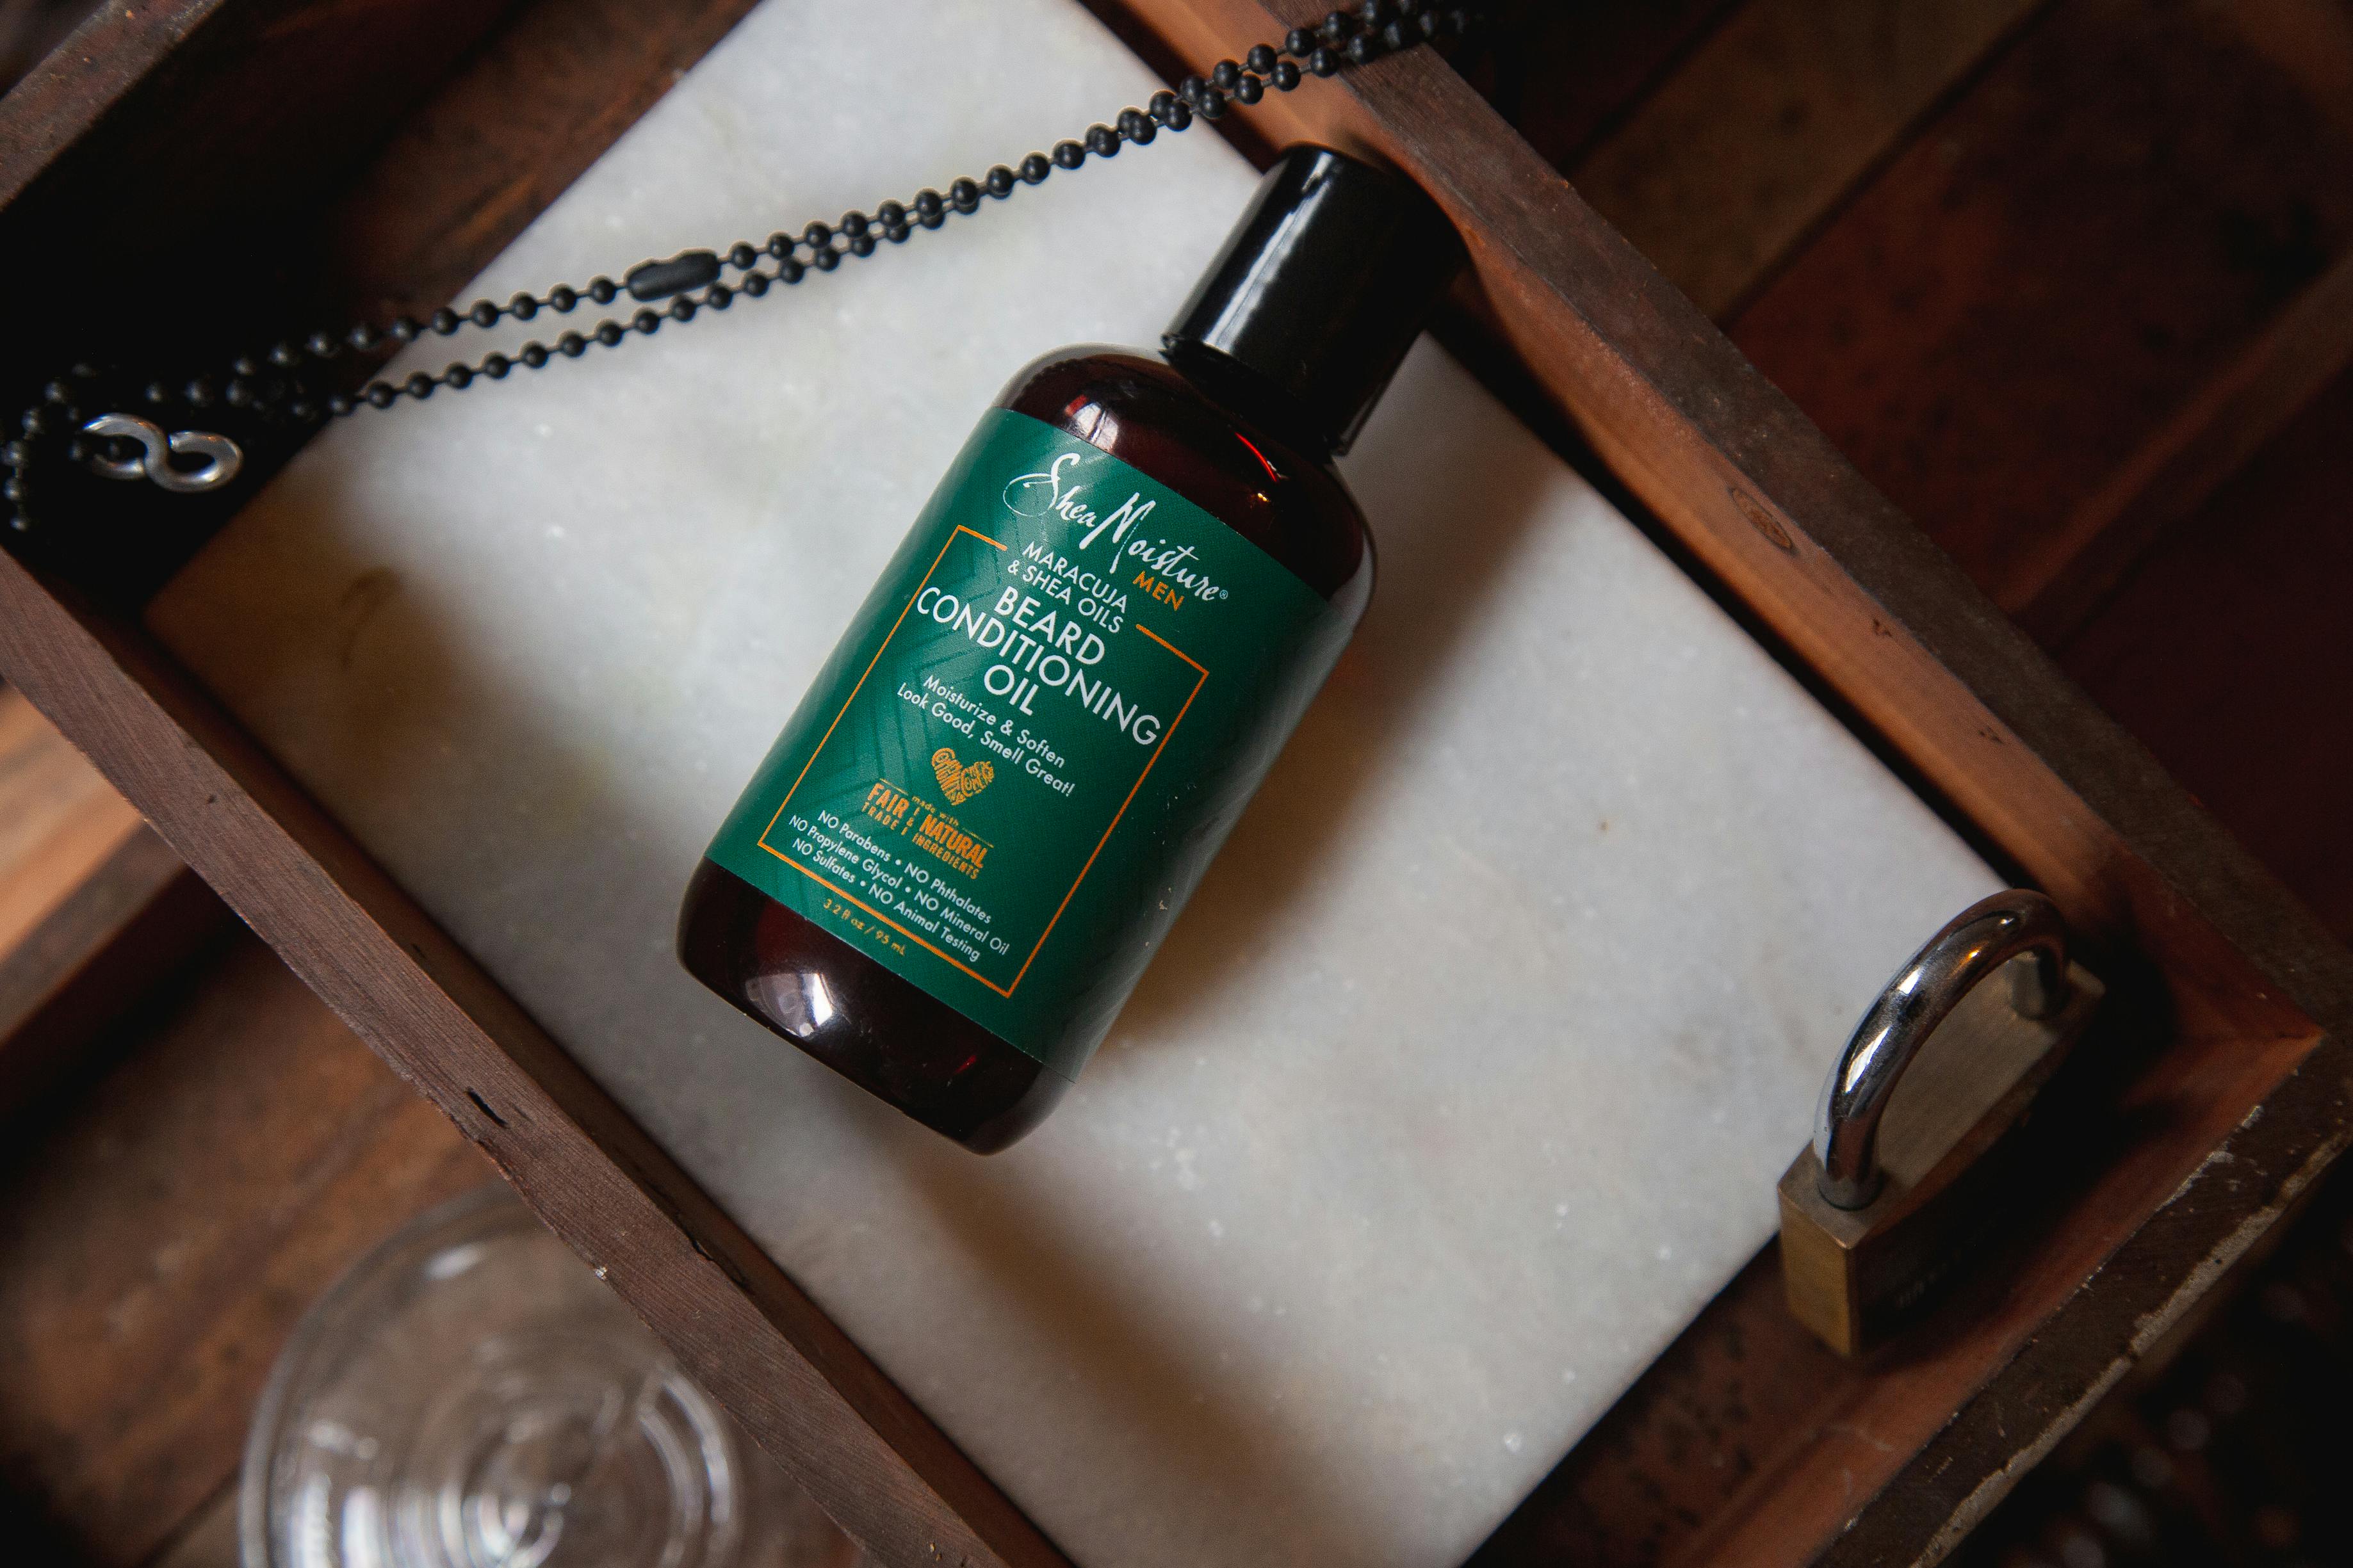 SheaMoisture®
MEN
MARACUJA
& SHEA OILS
BEARD
CONDITIONING
OIL
Moisturize & Soften
Look Good, Smell Great!
made with
FAIR & NATURAL
TRADE INGREDIENTS
NO Parabens • NO Phthalates
NO Propylene Glycol • NO Mineral Oil
NO Sulfates • NO Animal Testing
3.2 fl oz / 95 mL